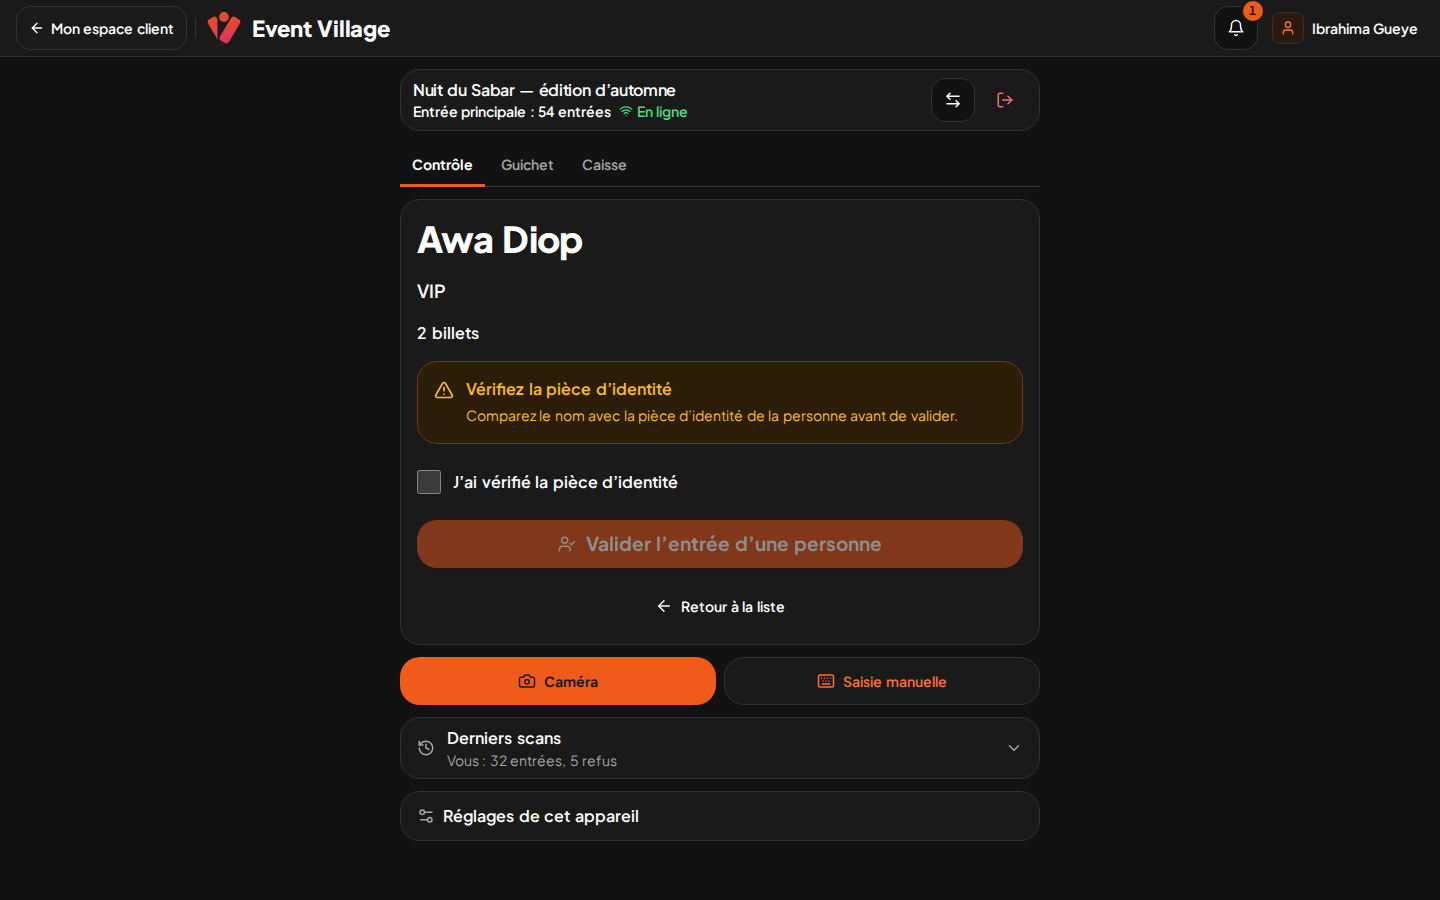 Mon espace client
Event Village
1
Ibrahima Gueye
Nuit du Sabar — édition d’automne
Entrée principale : 54 entrées En ligne
Contrôle Guichet Caisse
Awa Diop
VIP
2 billets
Vérifiez la pièce d’identité
Comparez le nom avec la pièce d’identité de la personne avant de valider.
J’ai vérifié la pièce d’identité
Valider l’entrée d’une personne
Retour à la liste
Caméra
Saisie manuelle
Derniers scans
Vous : 32 entrées, 5 refus
Réglages de cet appareil